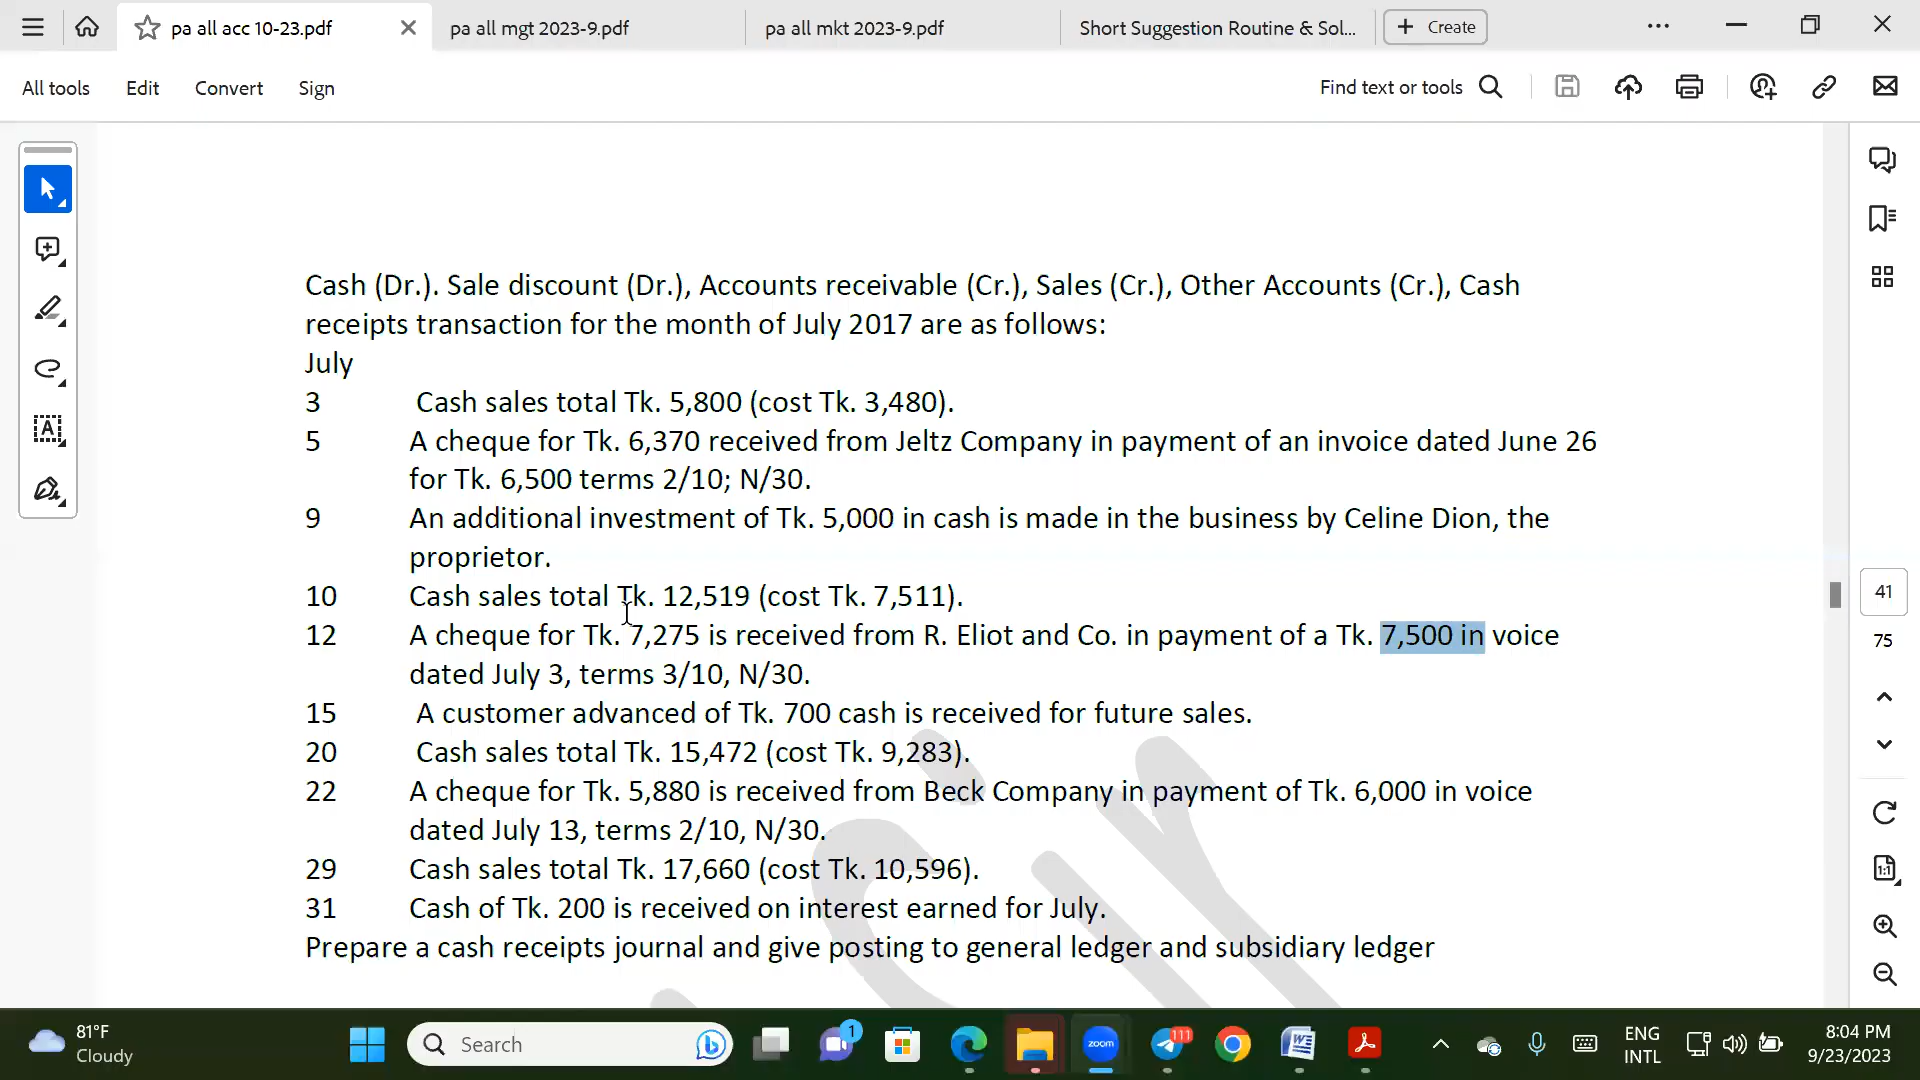 pa all acc 10-23.pdf
pa all mgt 2023-9.pdf
pa all mkt 2023-9.pdf
Short Suggestion Routine & Sol...
+ Create
All tools
Edit
Convert
Sign
Find text or tools
Cash (Dr.). Sale discount (Dr.), Accounts receivable (Cr.), Sales (Cr.), Other Accounts (Cr.), Cash
receipts transaction for the month of July 2017 are as follows:
July
3 Cash sales total Tk. 5,800 (cost Tk. 3,480).
5 A cheque for Tk. 6,370 received from Jeltz Company in payment of an invoice dated June 26
for Tk. 6,500 terms 2/10; N/30.
9 An additional investment of Tk. 5,000 in cash is made in the business by Celine Dion, the
proprietor.
10 Cash sales total Tk. 12,519 (cost Tk. 7,511).
12 A cheque for Tk. 7,275 is received from R. Eliot and Co. in payment of a Tk. 7,500 in voice
dated July 3, terms 3/10, N/30.
15 A customer advanced of Tk. 700 cash is received for future sales.
20 Cash sales total Tk. 15,472 (cost Tk. 9,283).
22 A cheque for Tk. 5,880 is received from Beck Company in payment of Tk. 6,000 in voice
dated July 13, terms 2/10, N/30.
29 Cash sales total Tk. 17,660 (cost Tk. 10,596).
31 Cash of Tk. 200 is received on interest earned for July.
Prepare a cash receipts journal and give posting to general ledger and subsidiary ledger
41
75
1:1
81°F
Cloudy
Search
1
zoom
111
ENG
INTL
8:04 PM
9/23/2023